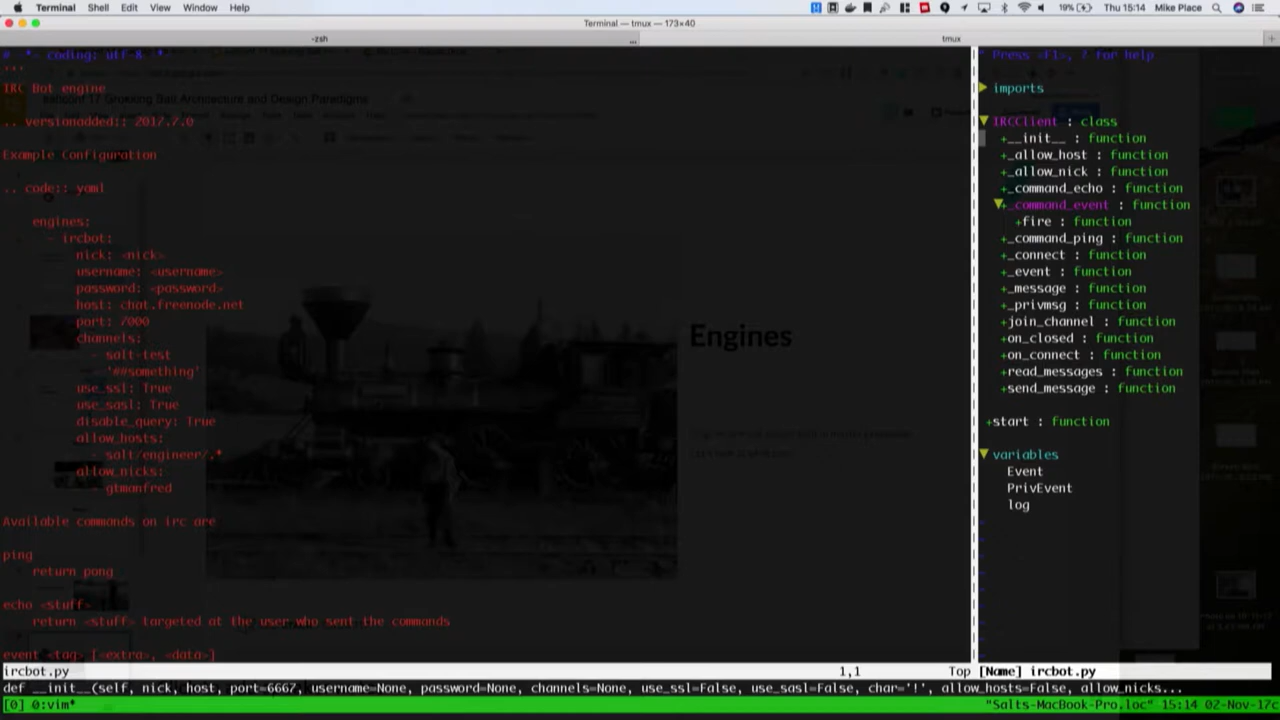 Terminal Shell Edit View Window Help 19% Thu 15:14 Mike Place
Terminal — tmux — 173×40
-zsh
tmux
# -*- coding: utf-8 -*-
'''
IRC Bot engine
.. versionadded:: 2017.7.0
Example Configuration
.. code:: yaml
engines:
- ircbot:
nick: <nick>
username: <username>
password: <password>
host: chat.freenode.net
port: 7000
channels:
- salt-test
- '##something'
use_ssl: True
use_sasl: True
disable_query: True
allow_hosts:
- salt/engineer/.*
allow_nicks:
- gtmanfred
Available commands on irc are
ping
return pong
echo <stuff>
return <stuff> targeted at the user who sent the commands
event <tag> [<extra>, <data>]
ircbot.py 1,1 Top
saltconf 17 Growing Salt Architecture and Design Paradigms
Engines
" Press <F1>, ? for help
imports
IRCClient : class
+__init__ : function
+_allow_host : function
+_allow_nick : function
+_command_echo : function
+_command_event : function
+fire : function
+_command_ping : function
+_connect : function
+_event : function
+_message : function
+_privmsg : function
+join_channel : function
+on_closed : function
+on_connect : function
+read_messages : function
+send_message : function
+start : function
variables
Event
PrivEvent
log
[Name] ircbot.py
def __init__(self, nick, host, port=6667, username=None, password=None, channels=None, use_ssl=False, use_sasl=False, char='!', allow_hosts=False, allow_nicks...
[0] 0:vim* "Salts-MacBook-Pro.loc" 15:14 02-Nov-17